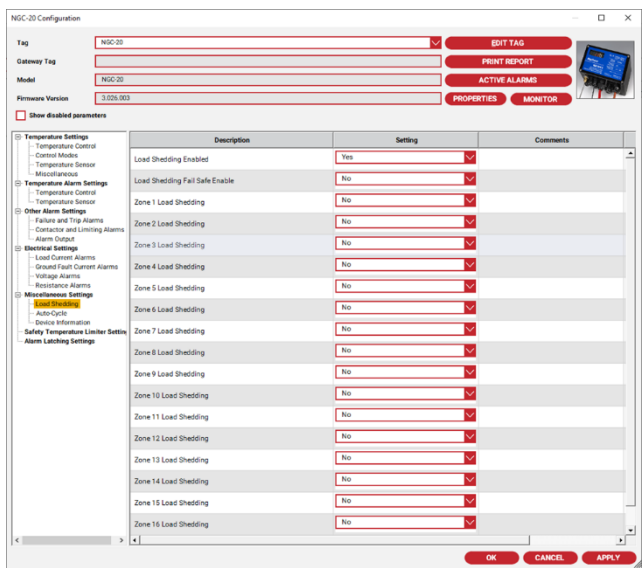 NGC-20 Configuration
Tag NGC-20 EDIT TAG
Gateway Tag PRINT REPORT
Model NGC-20 ACTIVE ALARMS
Firmware Version 3.026.003 PROPERTIES MONITOR
Show disabled parameters
Temperature Settings
Temperature Control
Control Modes
Temperature Sensor
Miscellaneous
Temperature Alarm Settings
Temperature Control
Temperature Sensor
Other Alarm Settings
Failure and Trip Alarms
Contactor and Limiting Alarms
Alarm Output
Electrical Settings
Load Current Alarms
Ground Fault Current Alarms
Voltage Alarms
Resistance Alarms
Miscellaneous Settings
Load Shedding
Auto-Cycle
Device Information
Safety Temperature Limiter Setting
Alarm Latching Settings
Description Setting Comments
Load Shedding Enabled Yes
Load Shedding Fail Safe Enable No
Zone 1 Load Shedding No
Zone 2 Load Shedding No
Zone 3 Load Shedding No
Zone 4 Load Shedding No
Zone 5 Load Shedding No
Zone 6 Load Shedding No
Zone 7 Load Shedding No
Zone 8 Load Shedding No
Zone 9 Load Shedding No
Zone 10 Load Shedding No
Zone 11 Load Shedding No
Zone 12 Load Shedding No
Zone 13 Load Shedding No
Zone 14 Load Shedding No
Zone 15 Load Shedding No
Zone 16 Load Shedding No
OK CANCEL APPLY